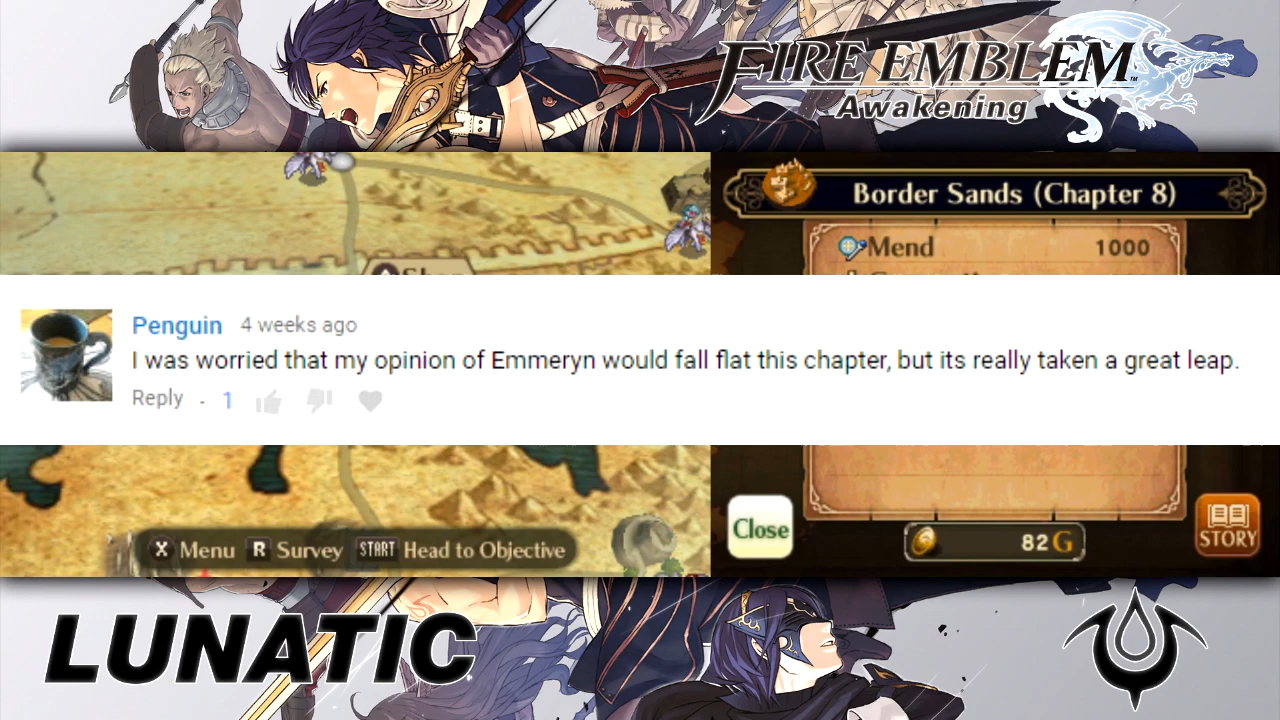 FIRE EMBLEM™
Awakening
Border Sands (Chapter 8)
Mend 1000
Penguin 4 weeks ago
I was worried that my opinion of Emmeryn would fall flat this chapter, but its really taken a great leap.
Reply · 1
X Menu R Survey START Head to Objective
Close
82 G
STORY
LUNATIC